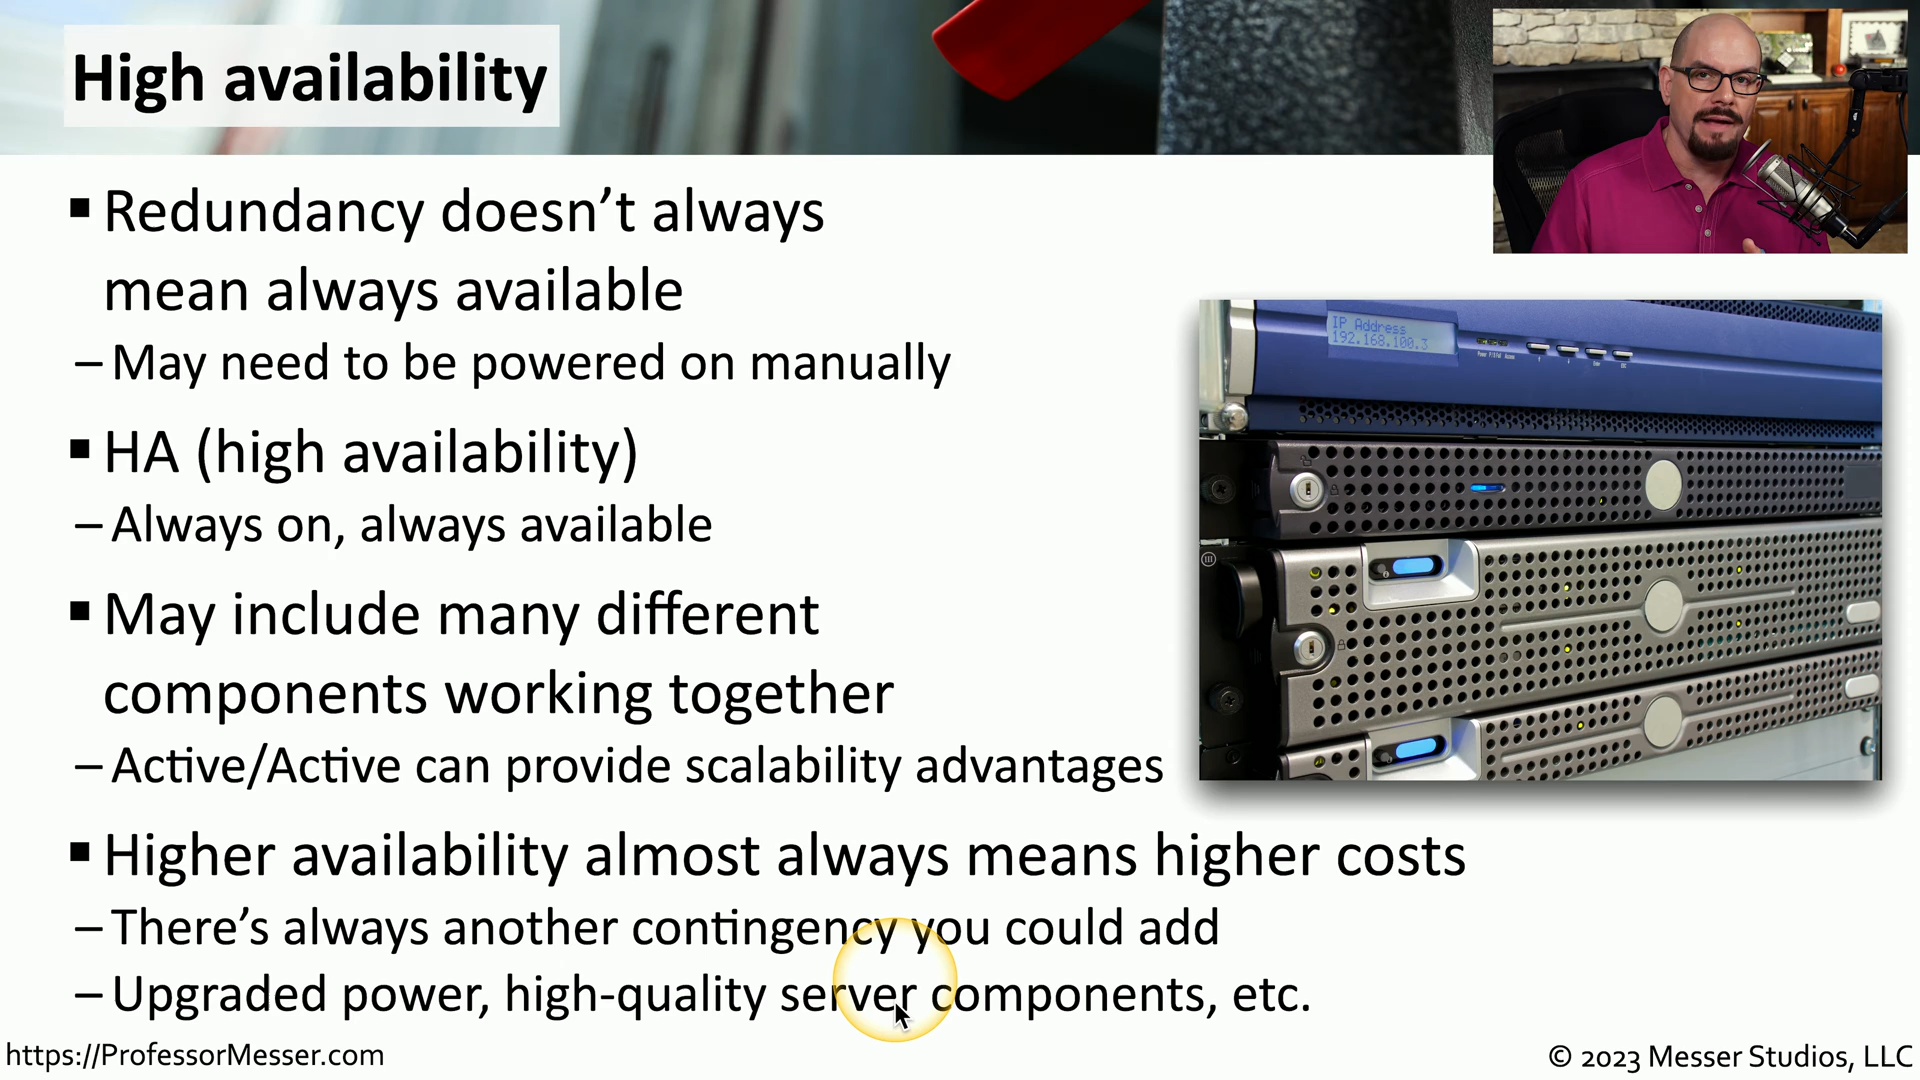 High availability
▪ Redundancy doesn’t always
mean always available
– May need to be powered on manually
▪ HA (high availability)
– Always on, always available
▪ May include many different
components working together
– Active/Active can provide scalability advantages
▪ Higher availability almost always means higher costs
– There’s always another contingency you could add
– Upgraded power, high-quality server components, etc.
IP Address
192.168.100.3
https://ProfessorMesser.com
© 2023 Messer Studios, LLC